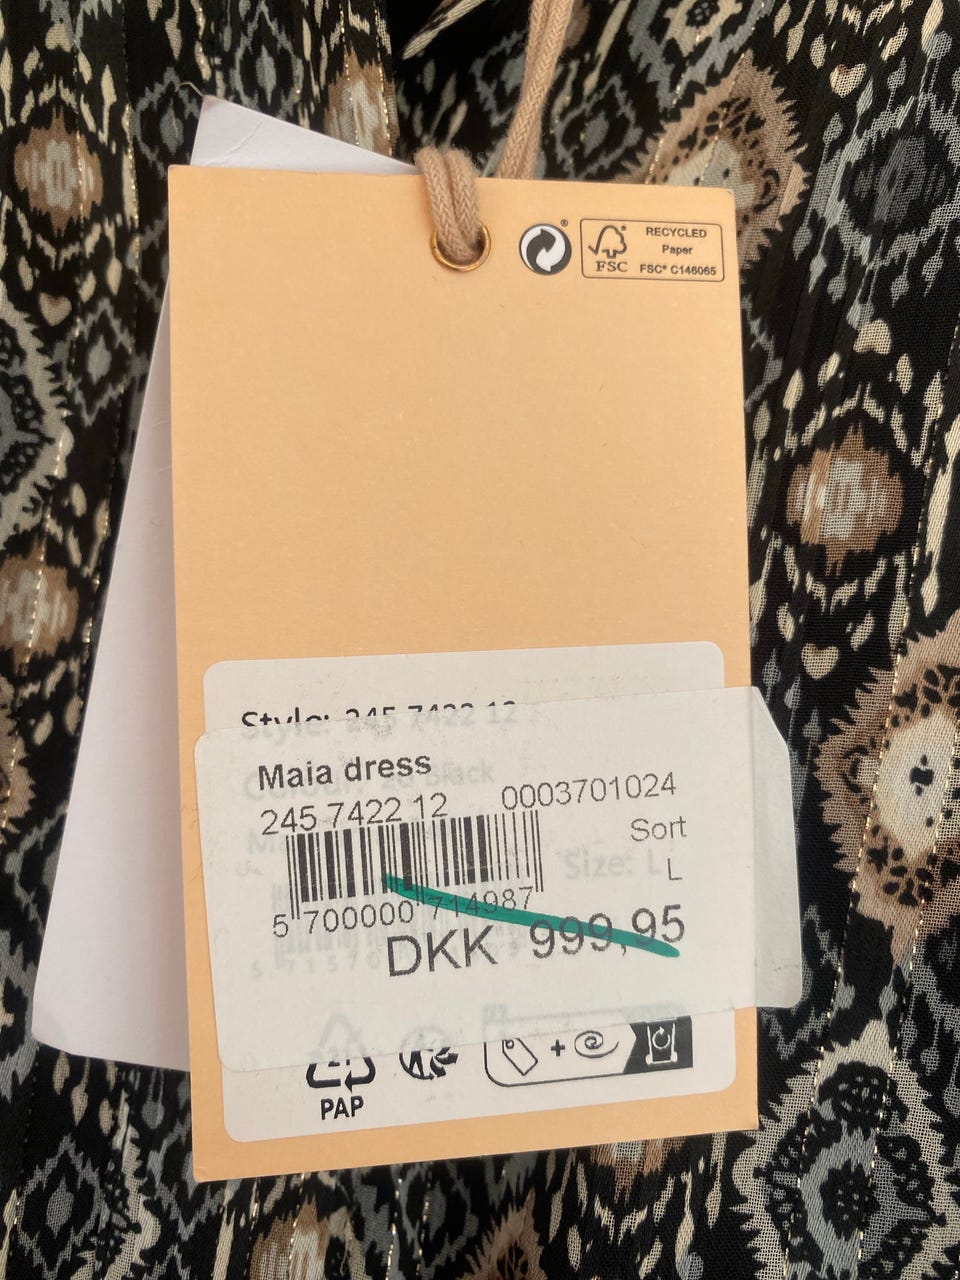 RECYCLED
Paper
FSC
FSC® C146065
Style: 245 7422 12
Maia dress
Black
245 7422 12 0003701024
Sort
Size: L
L
5 700000 714987
DKK 999,95
PAP